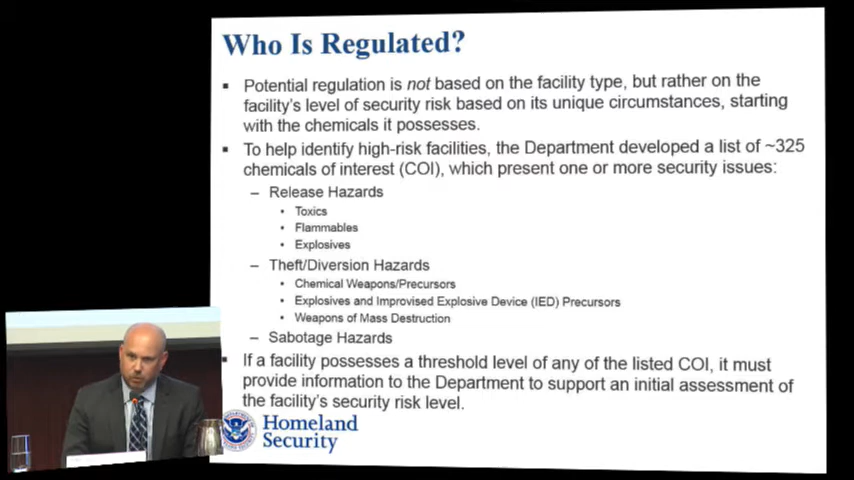 Who Is Regulated?
▪ Potential regulation is not based on the facility type, but rather on the
facility's level of security risk based on its unique circumstances, starting
with the chemicals it possesses.
▪ To help identify high-risk facilities, the Department developed a list of ~325
chemicals of interest (COI), which present one or more security issues:
– Release Hazards
• Toxics
• Flammables
• Explosives
– Theft/Diversion Hazards
• Chemical Weapons/Precursors
• Explosives and Improvised Explosive Device (IED) Precursors
• Weapons of Mass Destruction
– Sabotage Hazards
▪ If a facility possesses a threshold level of any of the listed COI, it must
provide information to the Department to support an initial assessment of
the facility's security risk level.
Homeland
Security